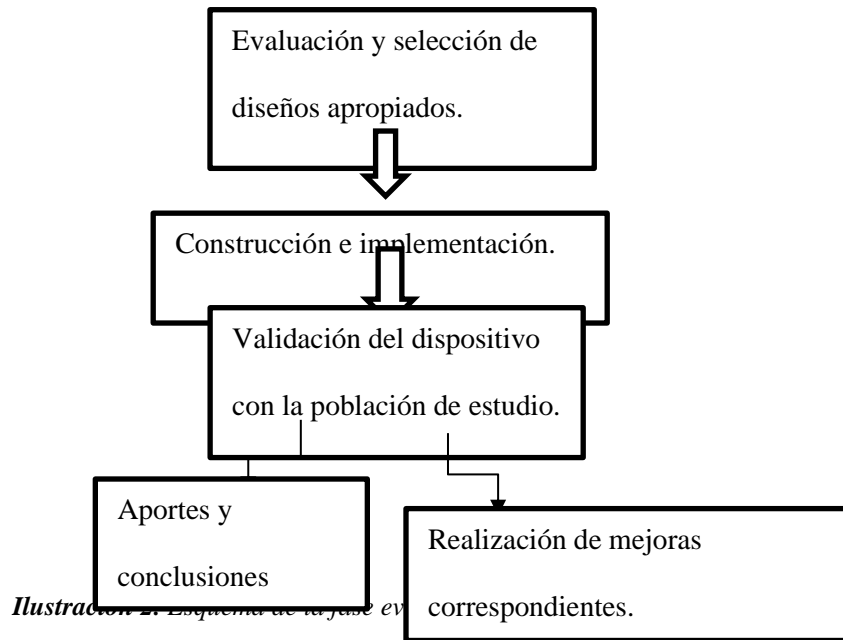 Evaluación y selección de
diseños apropiados.
Construcción e implementación.
Validación del dispositivo
con la población de estudio.
Aportes y
conclusiones
Realización de mejoras
correspondientes.
Ilustración 2. Esquema de la fase